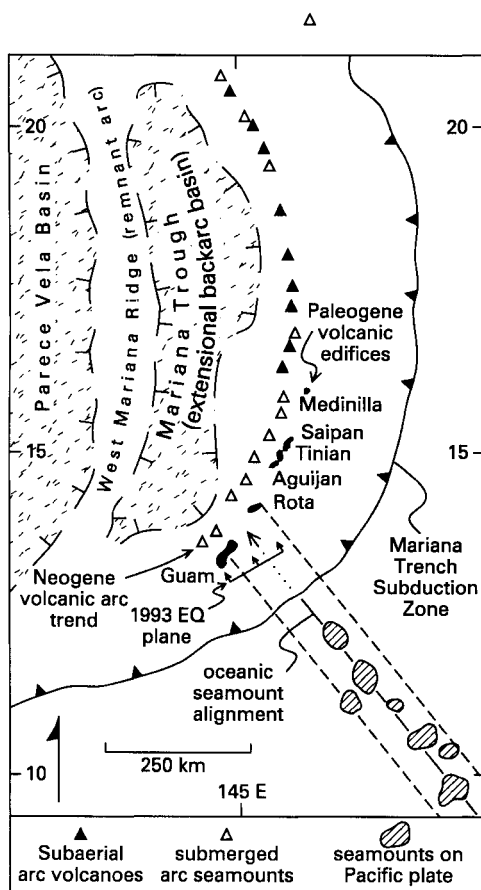 20
20
Parece Vela Basin
West Mariana Ridge (remnant arc)
Mariana Trough
(extensional backarc basin)
Paleogene
volcanic
edifices
Medinilla
15
Saipan
15
Tinian
Aguijan
Rota
Mariana
Trench
Subduction
Zone
Neogene
volcanic arc
trend
Guam
1993 EQ
plane
oceanic
seamount
alignment
250 km
10
10
145 E
Subaerial
arc volcanoes
submerged
arc seamounts
seamounts on
Pacific plate